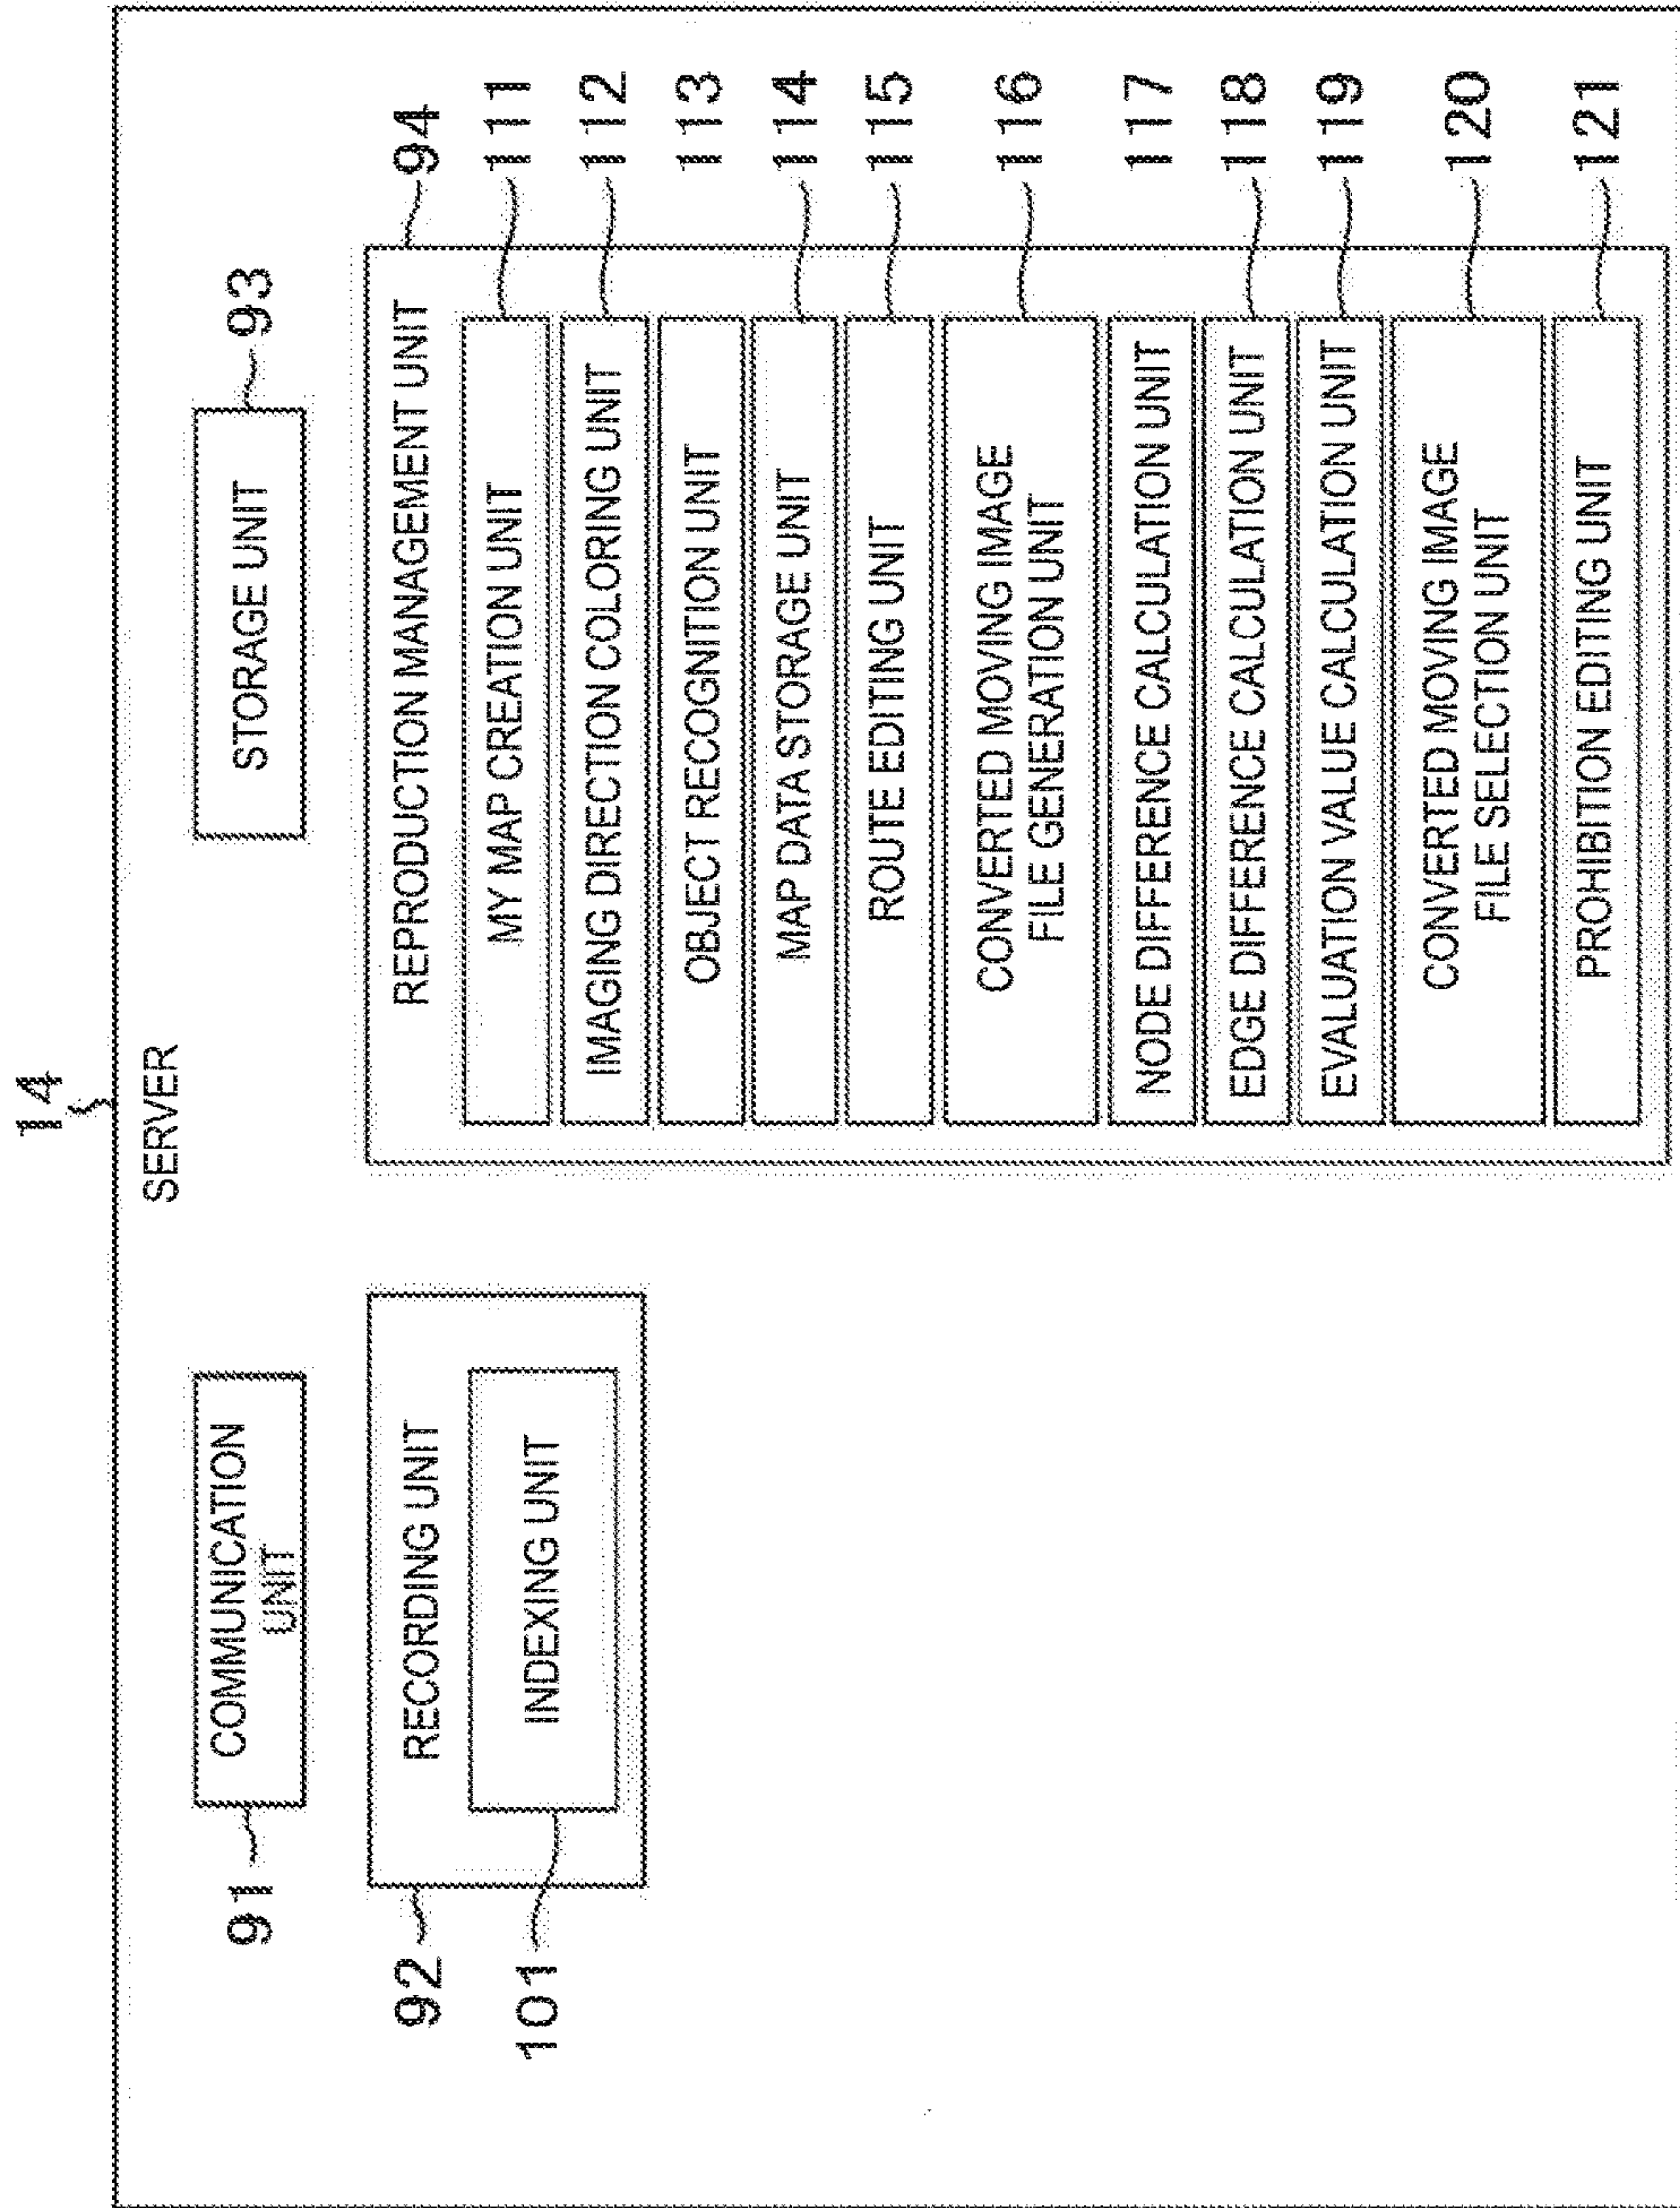 14
SERVER
91
COMMUNICATION
UNIT
STORAGE UNIT
93
92
RECORDING UNIT
101
INDEXING UNIT
REPRODUCTION MANAGEMENT UNIT
94
MY MAP CREATION UNIT
111
IMAGING DIRECTION COLORING UNIT
112
OBJECT RECOGNITION UNIT
113
MAP DATA STORAGE UNIT
114
ROUTE EDITING UNIT
115
CONVERTED MOVING IMAGE
FILE GENERATION UNIT
116
NODE DIFFERENCE CALCULATION UNIT
117
EDGE DIFFERENCE CALCULATION UNIT
118
EVALUATION VALUE CALCULATION UNIT
119
CONVERTED MOVING IMAGE
FILE SELECTION UNIT
120
PROHIBITION EDITING UNIT
121